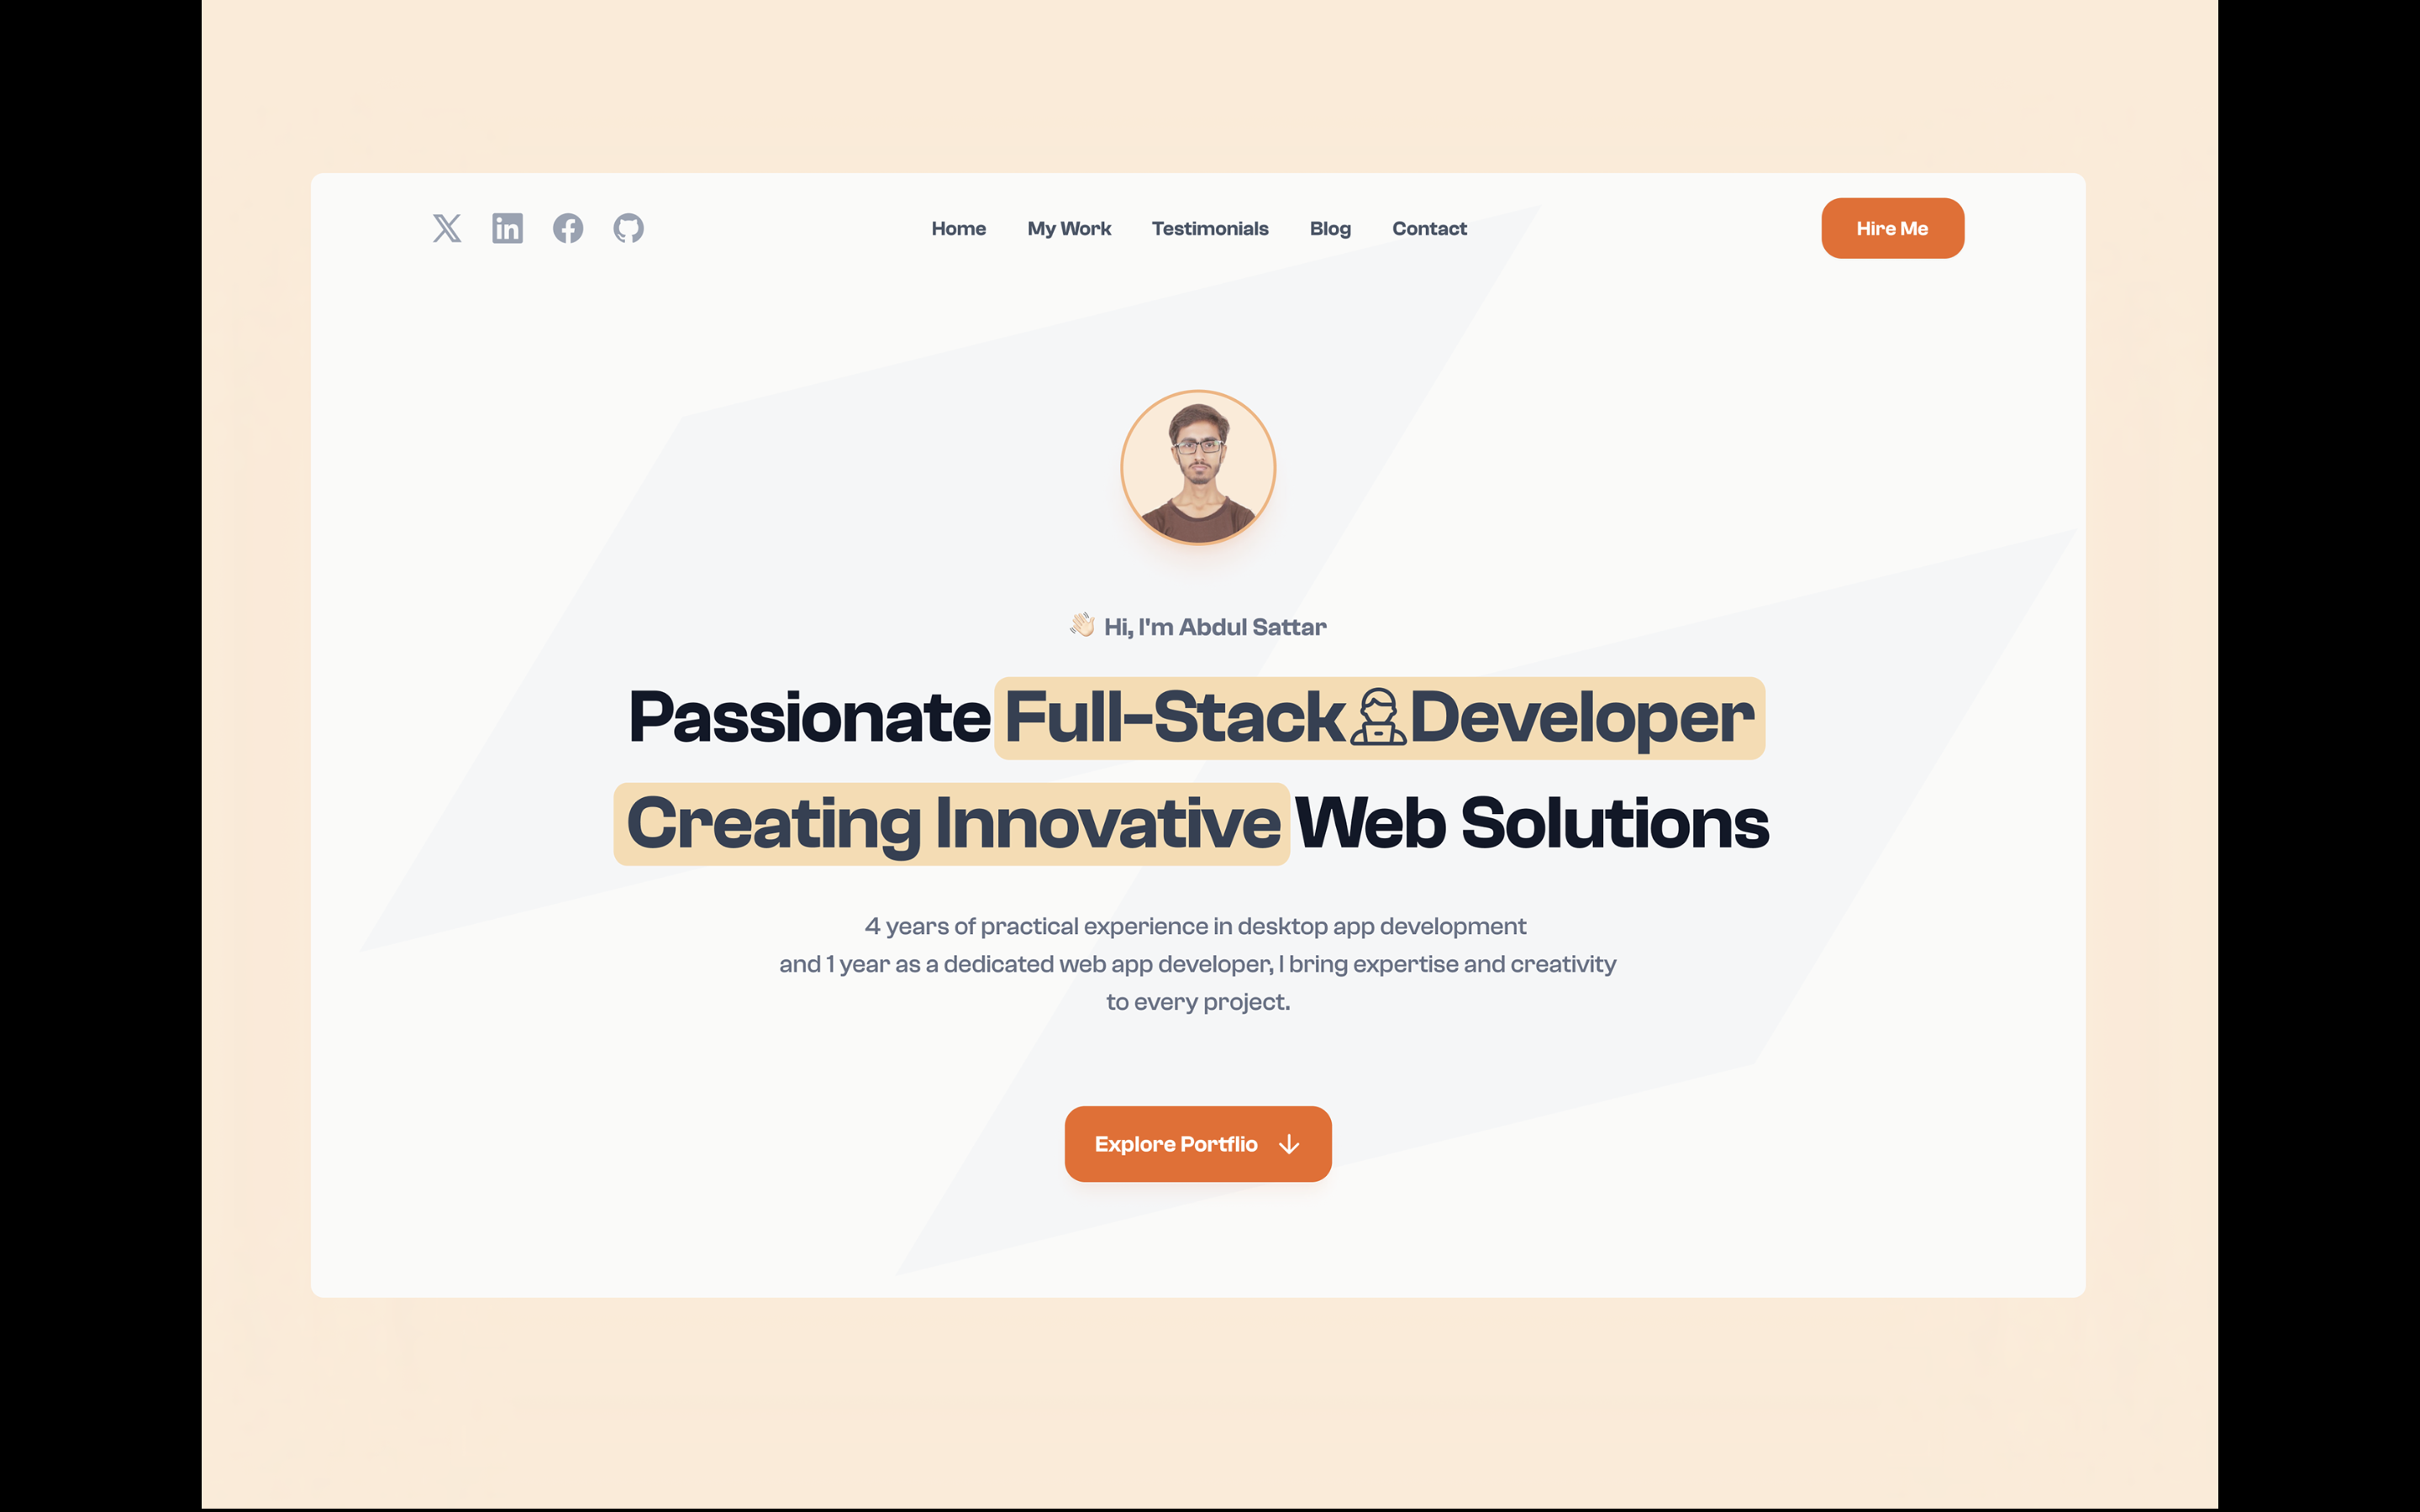 Home My Work Testimonials Blog Contact Hire Me
👋🏻 Hi, I'm Abdul Sattar
Passionate Full-Stack Developer
Creating Innovative Web Solutions
4 years of practical experience in desktop app development
and 1 year as a dedicated web app developer, I bring expertise and creativity
to every project.
Explore Portflio